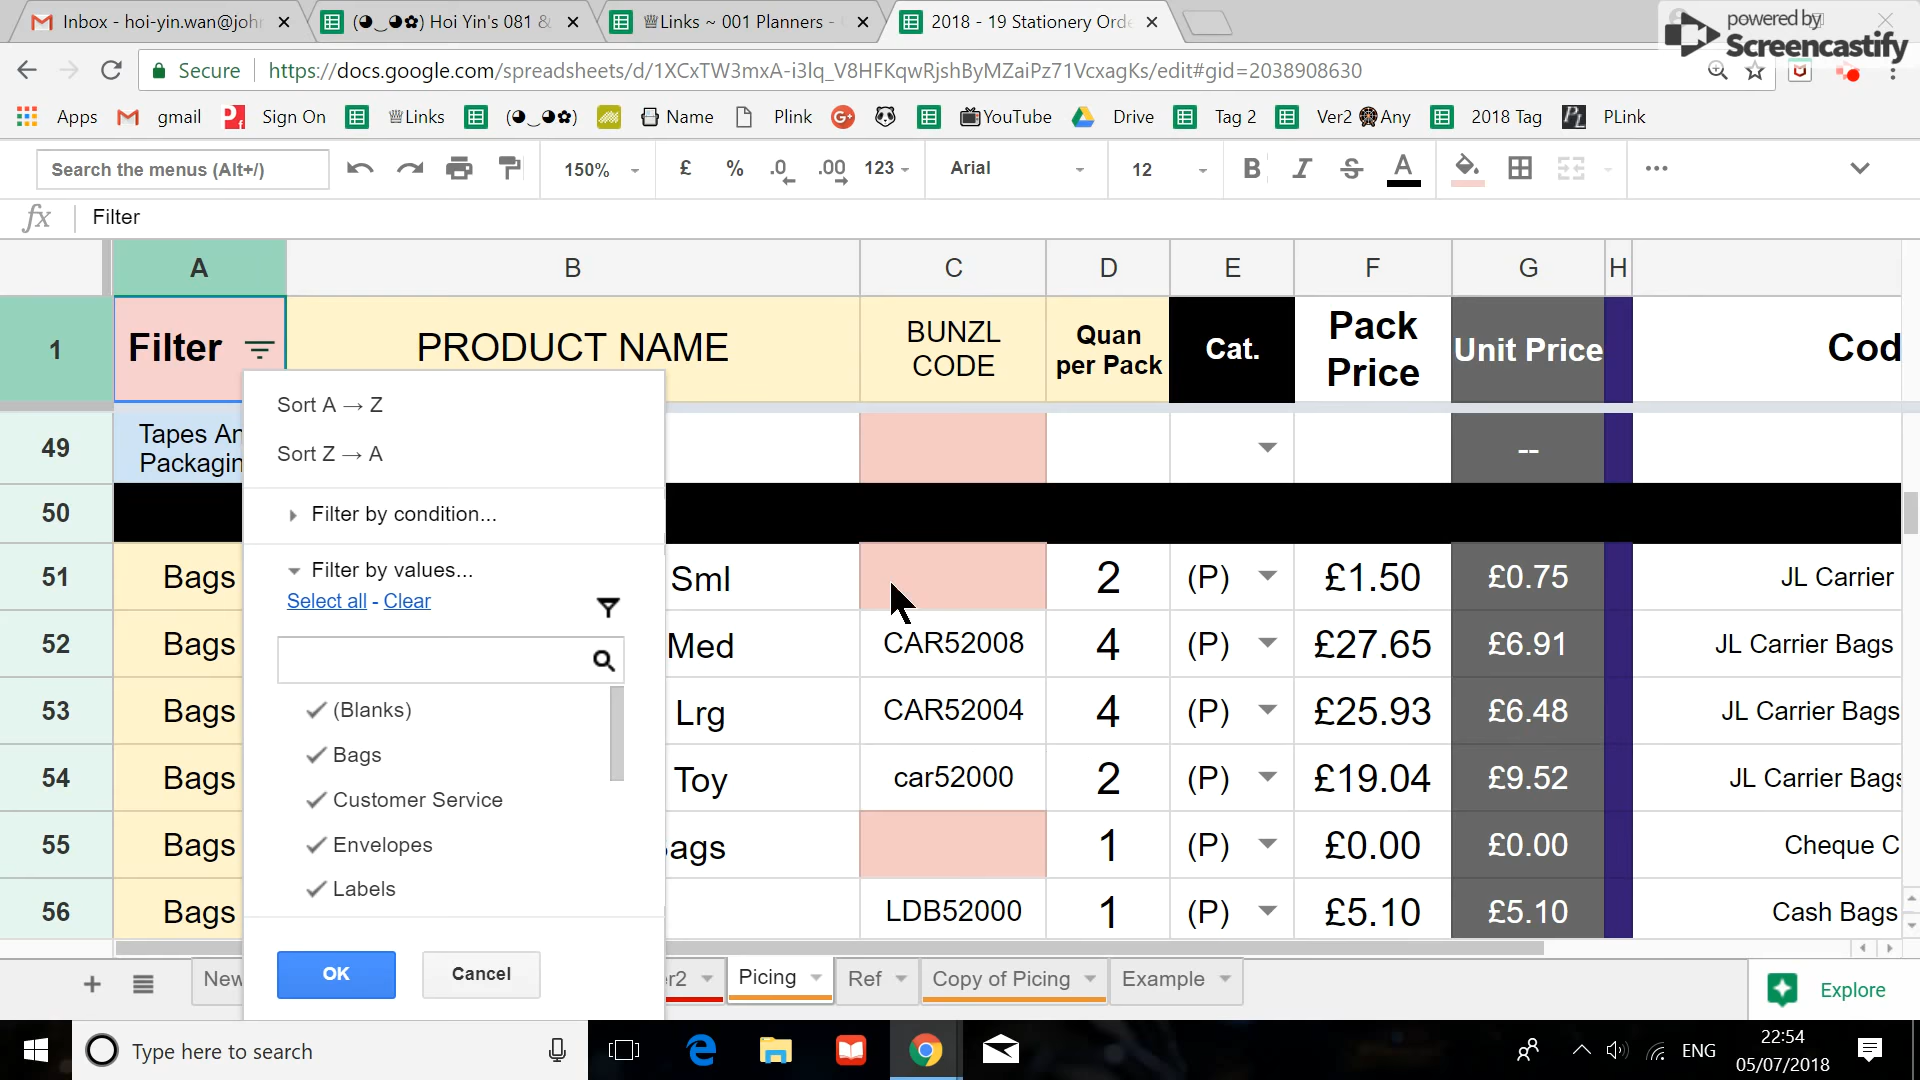 Inbox - hoi-yin.wan@joh
(◕‿◕✿) Hoi Yin's 081 &
♕Links ~ 001 Planners -
2018 - 19 Stationery Orde
powered by
Screencastify
Secure
https://docs.google.com/spreadsheets/d/1XCxTW3mxA-i3lq_V8HFKqwRjshByMZaiPz71VcxagKs/edit#gid=2038908630
Apps
gmail
Sign On
♕Links
(◕‿◕✿)
Name
Plink
YouTube
Drive
Tag 2
Ver2 🎡Any
2018 Tag
PLink
Search the menus (Alt+/)
150%
£
%
.0
.00
123
Arial
12
B
I
S
A
fx
Filter
A B C D E F G H
1
Filter
PRODUCT NAME
BUNZL
CODE
Quan
per Pack
Cat.
Pack
Price
Unit Price
Cod
49
Tapes An
Packagin
--
50
51 Bags Sml 2 (P) £1.50 £0.75 JL Carrier
52 Bags Med CAR52008 4 (P) £27.65 £6.91 JL Carrier Bags
53 Bags Lrg CAR52004 4 (P) £25.93 £6.48 JL Carrier Bags
54 Bags Toy car52000 2 (P) £19.04 £9.52 JL Carrier Bags
55 Bags ags 1 (P) £0.00 £0.00 Cheque C
56 Bags LDB52000 1 (P) £5.10 £5.10 Cash Bags
Sort A → Z
Sort Z → A
Filter by condition...
Filter by values...
Select all - Clear
(Blanks)
Bags
Customer Service
Envelopes
Labels
OK
Cancel
New
r2
Picing
Ref
Copy of Picing
Example
Explore
Type here to search
ENG
22:54
05/07/2018